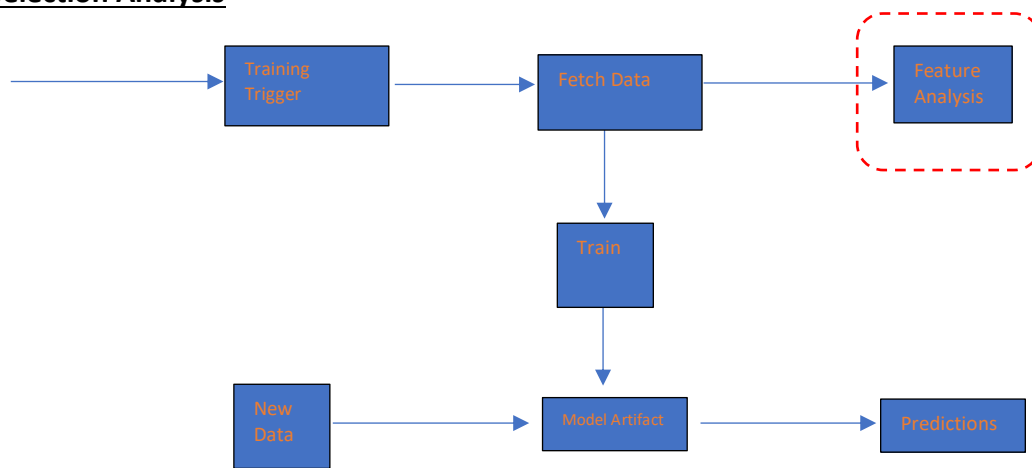 Training
Trigger
Fetch Data
Feature
Analysis
Train
New
Data
Model Artifact
Predictions